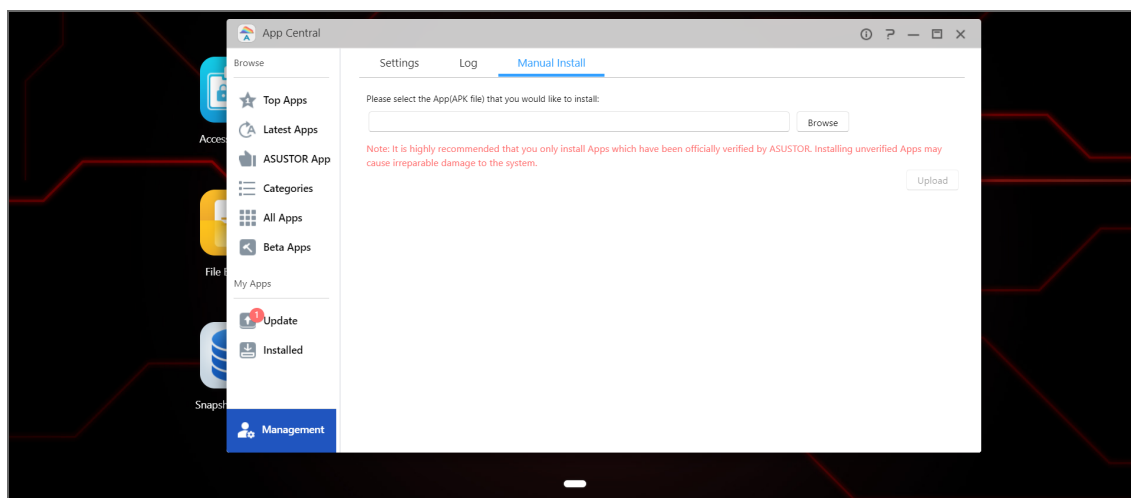 App Central
Browse
Settings Log Manual Install
Top Apps
Please select the App(APK file) that you would like to install:
Browse
Latest Apps
Note: It is highly recommended that you only install Apps which have been officially verified by ASUSTOR. Installing unverified Apps may
cause irreparable damage to the system.
ASUSTOR App
Upload
Categories
All Apps
Beta Apps
My Apps
1
Update
Installed
Management
Acces
File
Snapsh